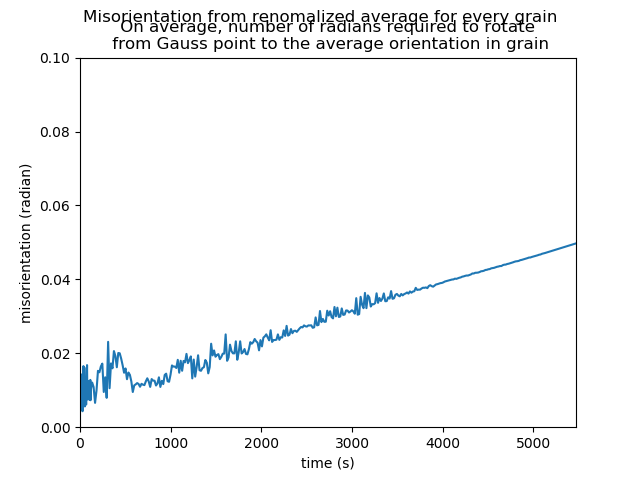 Misorientation from renomalized average for every grain
On average, number of radians required to rotate
from Gauss point to the average orientation in grain
0.10
0.08
0.06
0.04
0.02
0.00
misorientation (radian)
0 1000 2000 3000 4000 5000
time (s)